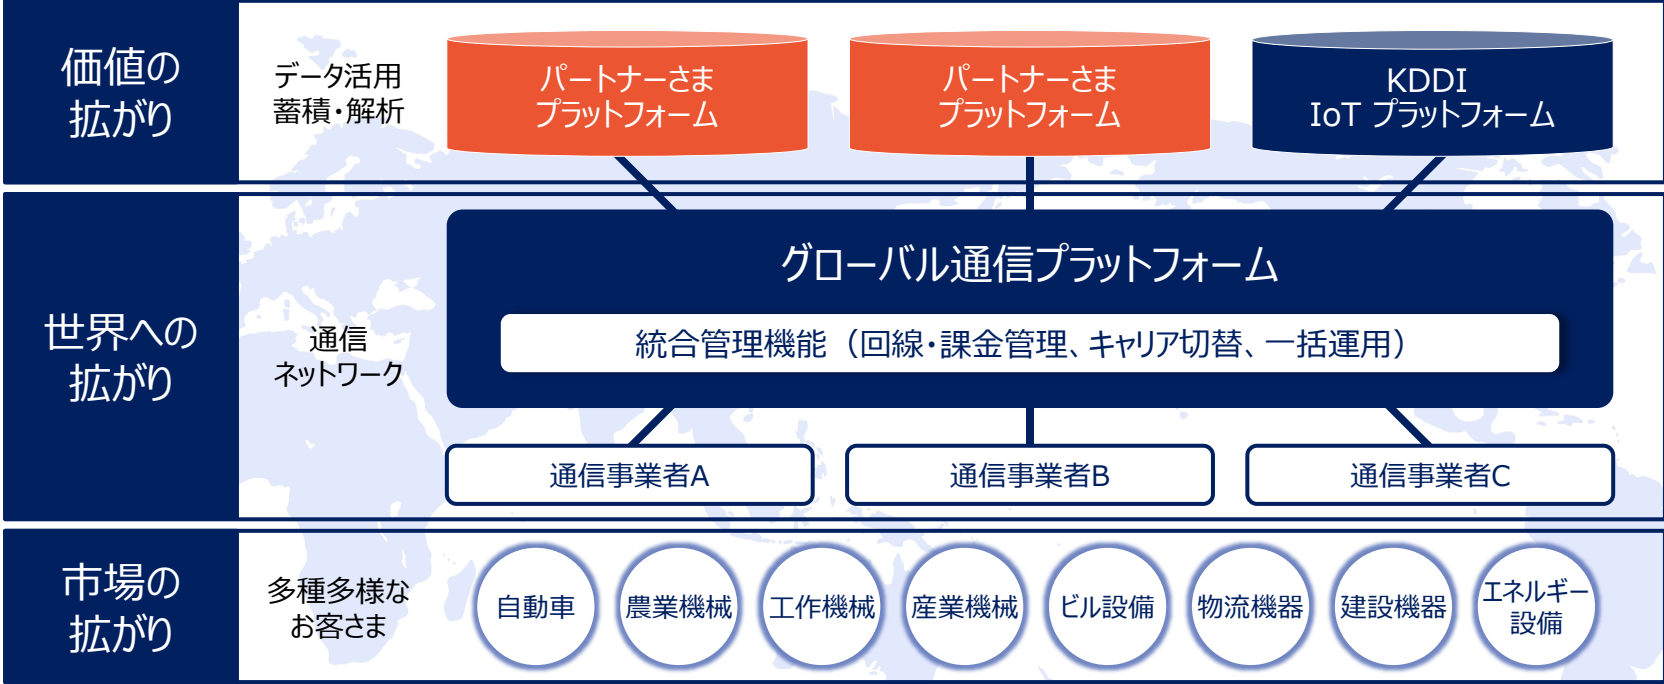 価値の
拡がり
データ活用
蓄積・解析
パートナーさま
プラットフォーム
パートナーさま
プラットフォーム
KDDI
IoT プラットフォーム
世界への
拡がり
通信
ネットワーク
グローバル通信プラットフォーム
統合管理機能（回線・課金管理、キャリア切替、一括運用）
通信事業者A
通信事業者B
通信事業者C
市場の
拡がり
多種多様な
お客さま
自動車
農業機械
工作機械
産業機械
ビル設備
物流機器
建設機器
エネルギー
設備